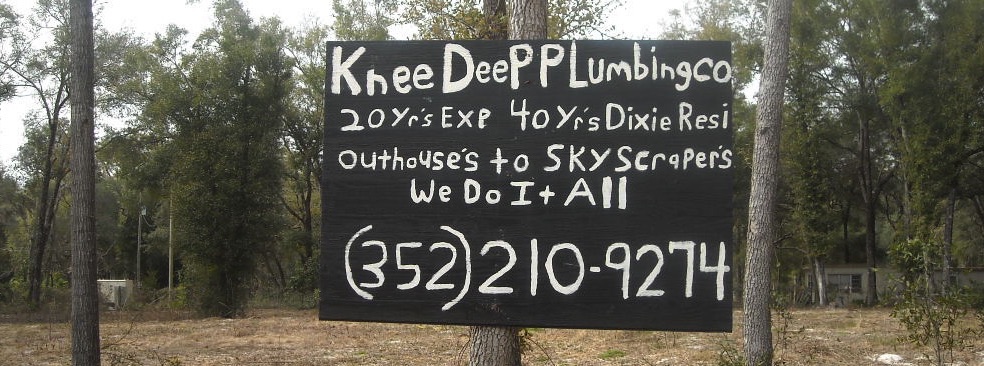 Knee DeePPLumbingco
20Yr's Exp 40Yr's Dixie Resi
outhouse's to SKYScraper's
We Do It All
(352)210-9274